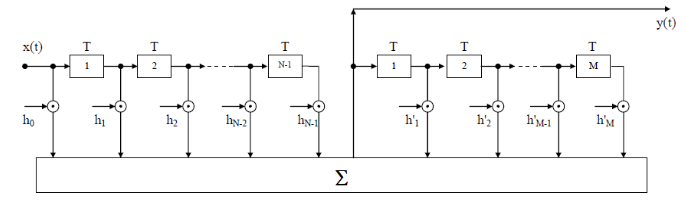 y(t)
x(t) T T T T T T
1 2 N-1 1 2 M
h0 h1 h2 hN-2 hN-1 h'1 h'2 h'M-1 h'M
Σ